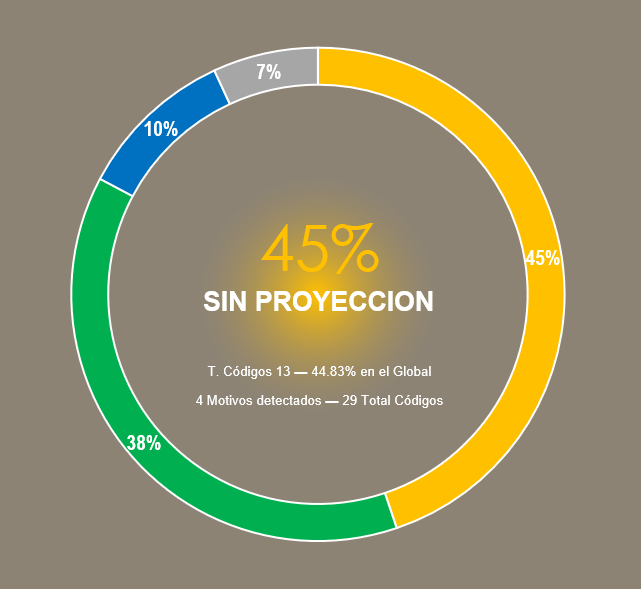 7%
10%
45%
45%
SIN PROYECCION
T. Códigos 13 — 44.83% en el Global
4 Motivos detectados — 29 Total Códigos
38%